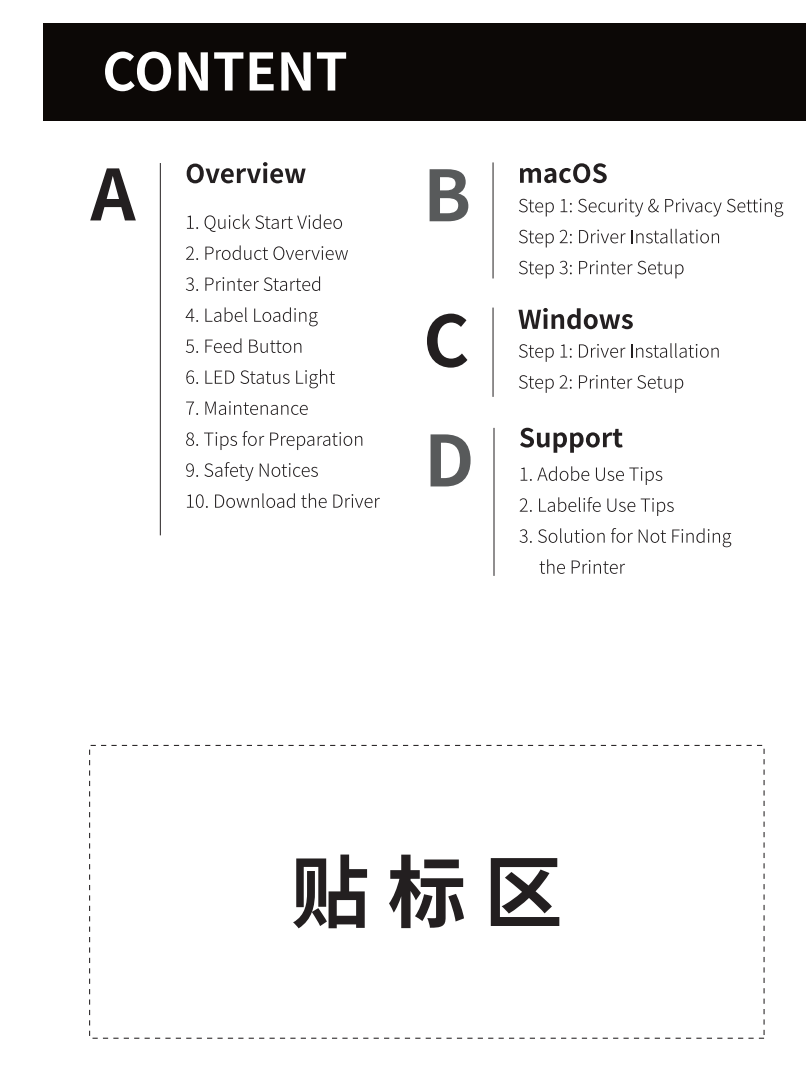 CONTENT
A
Overview
1. Quick Start Video
2. Product Overview
3. Printer Started
4. Label Loading
5. Feed Button
6. LED Status Light
7. Maintenance
8. Tips for Preparation
9. Safety Notices
10. Download the Driver
B
macOS
Step 1: Security & Privacy Setting
Step 2: Driver Installation
Step 3: Printer Setup
C
Windows
Step 1: Driver Installation
Step 2: Printer Setup
D
Support
1. Adobe Use Tips
2. Labelife Use Tips
3. Solution for Not Finding
the Printer
贴标区